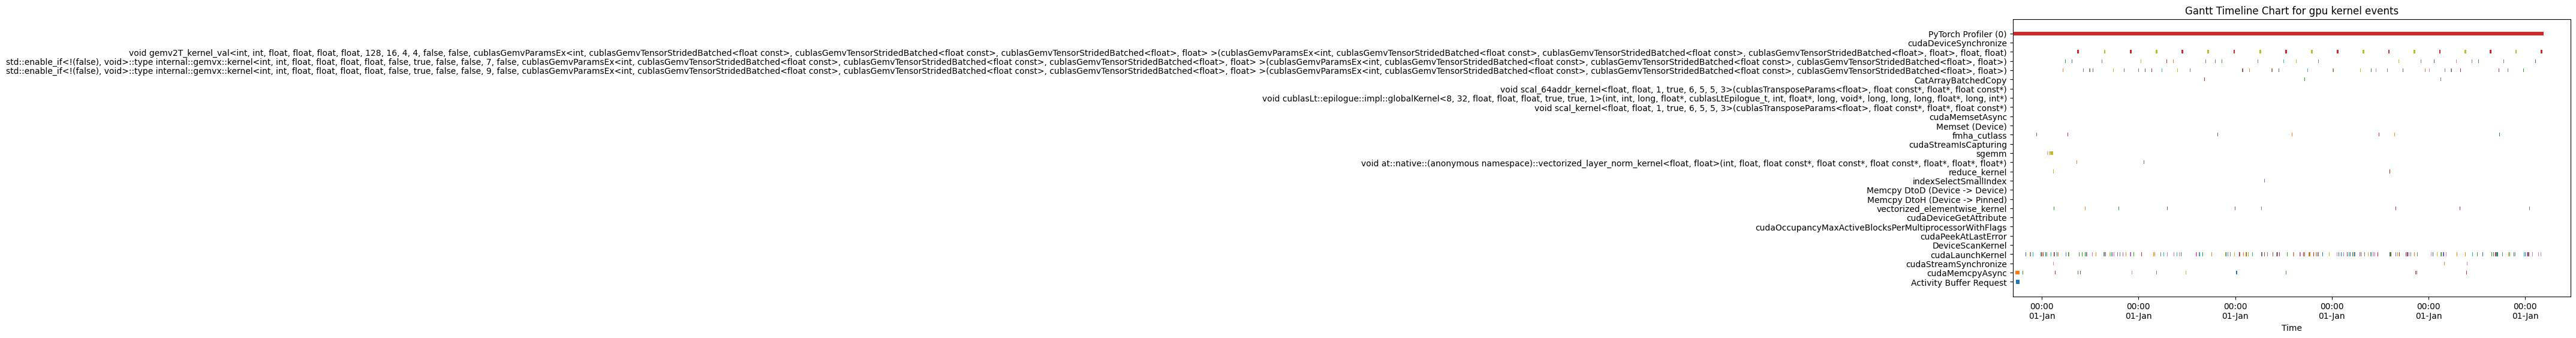 Gantt Timeline Chart for gpu kernel events
PyTorch Profiler (0)
cudaDeviceSynchronize
void gemv2T_kernel_val<int, int, float, float, float, float, 128, 16, 4, 4, false, false, cublasGemvParamsEx<int, cublasGemvTensorStridedBatched<float const>, cublasGemvTensorStridedBatched<float const>, cublasGemvTensorStridedBatched<float>, float> >(cublasGemvParamsEx<int, cublasGemvTensorStridedBatched<float const>, cublasGemvTensorStridedBatched<float const>, cublasGemvTensorStridedBatched<float>, float>, float, float)
std::enable_if<!(false), void>::type internal::gemvx::kernel<int, int, float, float, float, float, false, true, false, false, 7, false, cublasGemvParamsEx<int, cublasGemvTensorStridedBatched<float const>, cublasGemvTensorStridedBatched<float const>, cublasGemvTensorStridedBatched<float>, float> >(cublasGemvParamsEx<int, cublasGemvTensorStridedBatched<float const>, cublasGemvTensorStridedBatched<float const>, cublasGemvTensorStridedBatched<float>, float>)
std::enable_if<!(false), void>::type internal::gemvx::kernel<int, int, float, float, float, float, false, true, false, false, 9, false, cublasGemvParamsEx<int, cublasGemvTensorStridedBatched<float const>, cublasGemvTensorStridedBatched<float const>, cublasGemvTensorStridedBatched<float>, float> >(cublasGemvParamsEx<int, cublasGemvTensorStridedBatched<float const>, cublasGemvTensorStridedBatched<float const>, cublasGemvTensorStridedBatched<float>, float>)
CatArrayBatchedCopy
void scal_64addr_kernel<float, float, 1, true, 6, 5, 5, 3>(cublasTransposeParams<float>, float const*, float*, float const*)
void cublasLt::epilogue::impl::globalKernel<8, 32, float, float, float, true, true, 1>(int, int, long, float*, cublasLtEpilogue_t, int, float*, long, void*, long, long, long, float*, long, int*)
void scal_kernel<float, float, 1, true, 6, 5, 5, 3>(cublasTransposeParams<float>, float const*, float*, float const*)
cudaMemsetAsync
Memset (Device)
fmha_cutlass
cudaStreamIsCapturing
sgemm
void at::native::(anonymous namespace)::vectorized_layer_norm_kernel<float, float>(int, float, float const*, float const*, float const*, float*, float*, float*)
reduce_kernel
indexSelectSmallIndex
Memcpy DtoD (Device -> Device)
Memcpy DtoH (Device -> Pinned)
vectorized_elementwise_kernel
cudaDeviceGetAttribute
cudaOccupancyMaxActiveBlocksPerMultiprocessorWithFlags
cudaPeekAtLastError
DeviceScanKernel
cudaLaunchKernel
cudaStreamSynchronize
cudaMemcpyAsync
Activity Buffer Request
00:00 00:00 00:00 00:00 00:00 00:00 00:00 00:00 00:00
01-Jan 01-Jan 01-Jan 01-Jan 01-Jan 01-Jan 01-Jan 01-Jan 01-Jan
Time